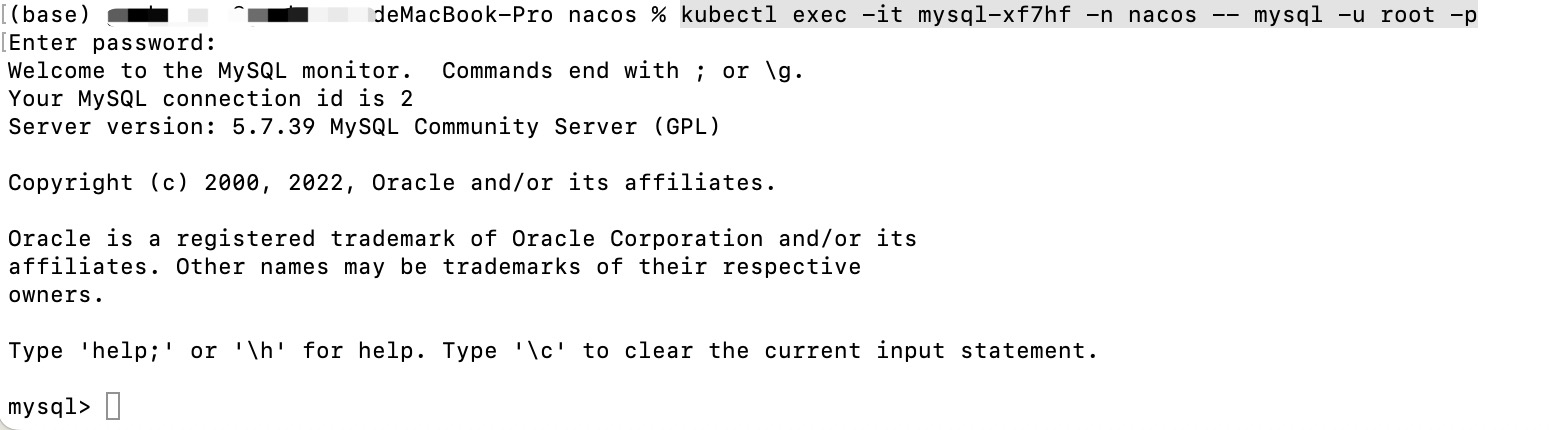 (base) deMacBook-Pro nacos % kubectl exec -it mysql-xf7hf -n nacos -- mysql -u root -p
Enter password:
Welcome to the MySQL monitor.  Commands end with ; or \g.
Your MySQL connection id is 2
Server version: 5.7.39 MySQL Community Server (GPL)
Copyright (c) 2000, 2022, Oracle and/or its affiliates.
Oracle is a registered trademark of Oracle Corporation and/or its
affiliates. Other names may be trademarks of their respective
owners.
Type 'help;' or '\h' for help. Type '\c' to clear the current input statement.
mysql>